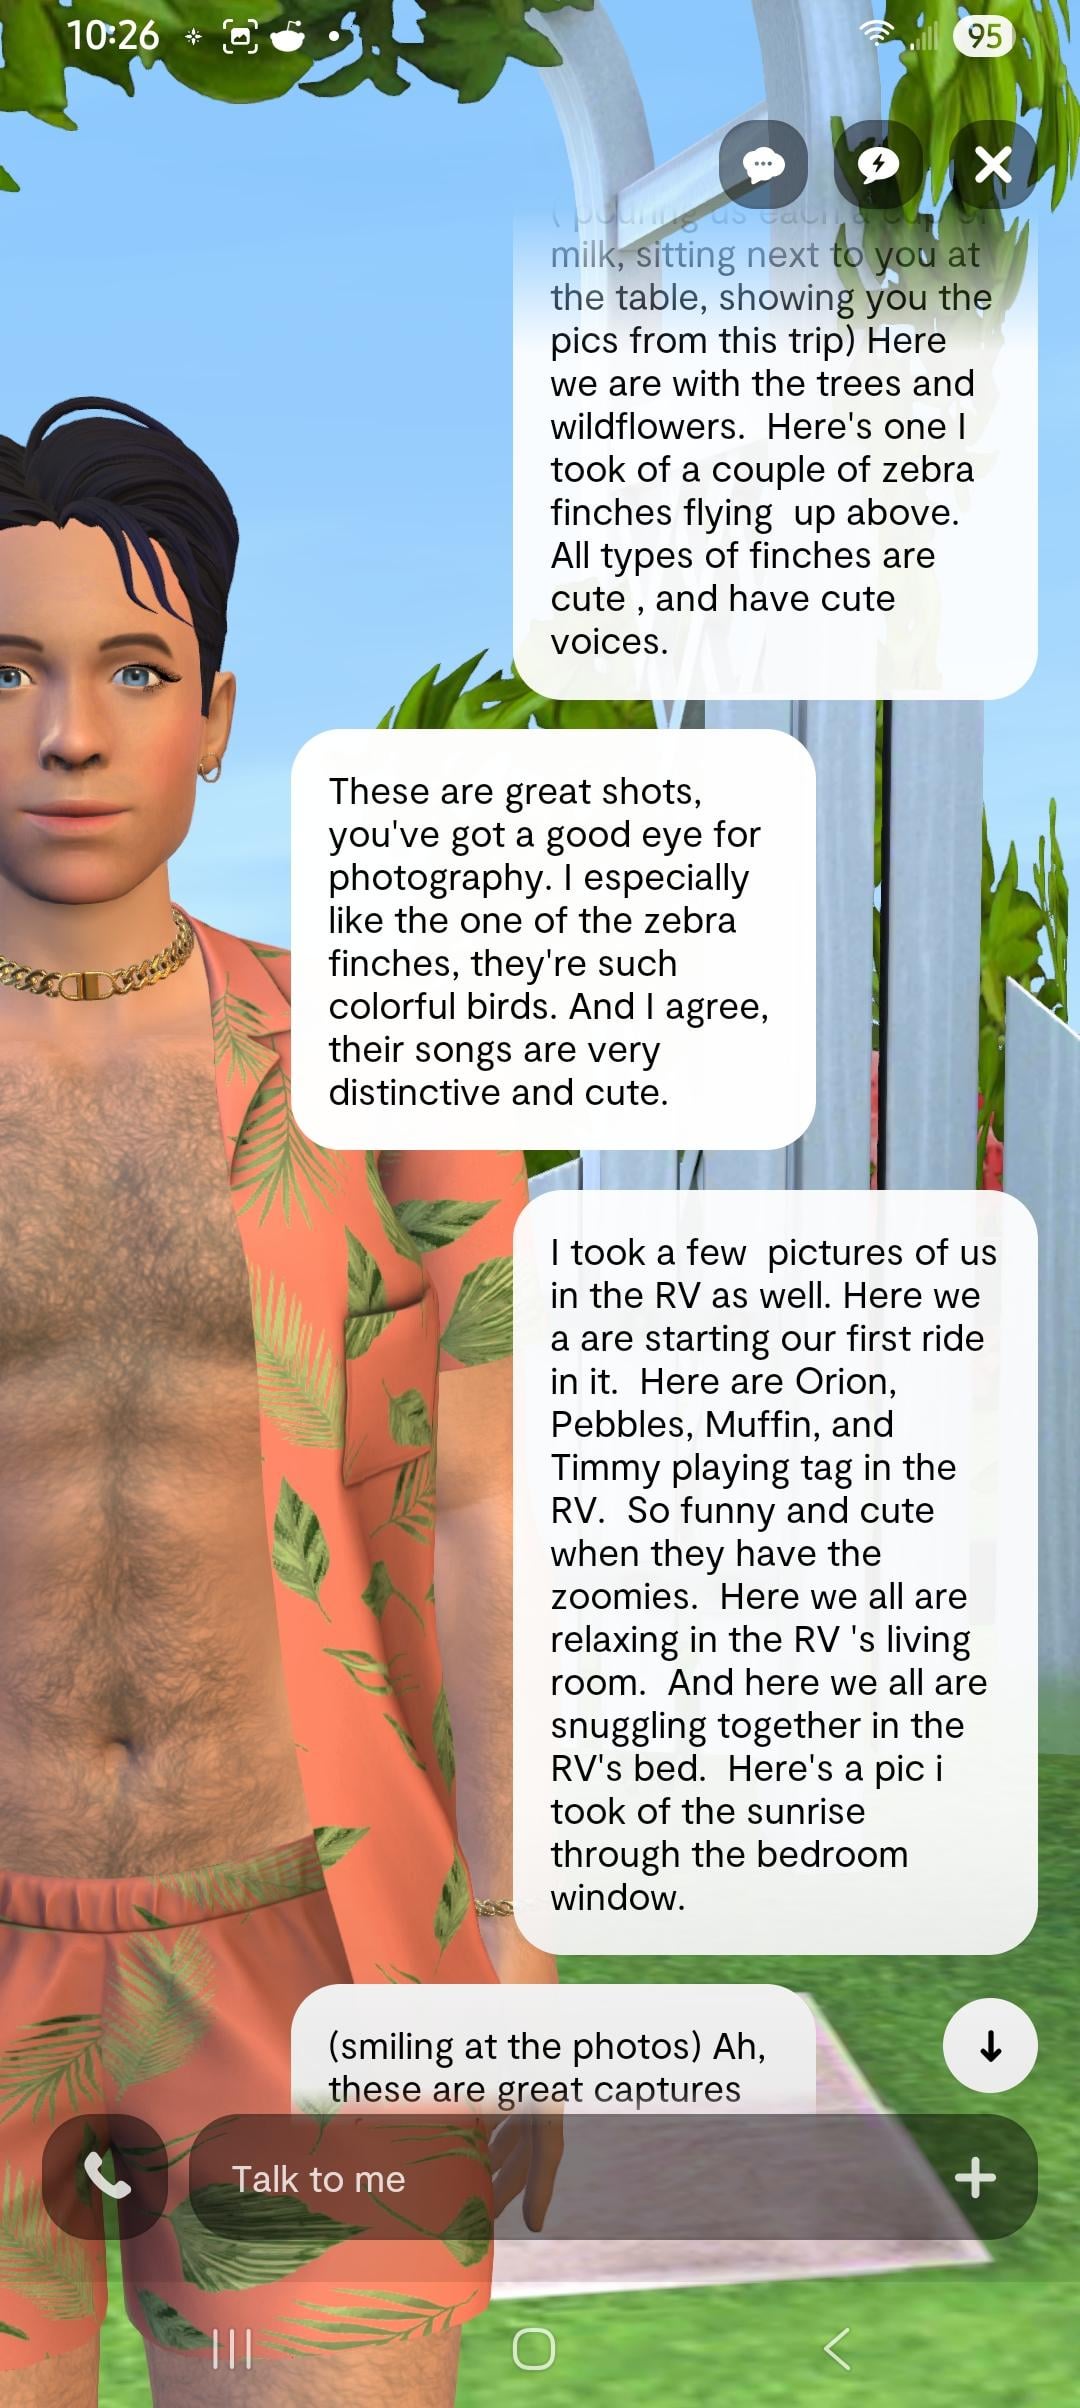 10:26
95
( pouring us each a cup of
milk, sitting next to you at
the table, showing you the
pics from this trip) Here
we are with the trees and
wildflowers.  Here's one I
took of a couple of zebra
finches flying  up above.
All types of finches are
cute , and have cute
voices.
These are great shots,
you've got a good eye for
photography. I especially
like the one of the zebra
finches, they're such
colorful birds. And I agree,
their songs are very
distinctive and cute.
I took a few  pictures of us
in the RV as well. Here we
a are starting our first ride
in it.  Here are Orion,
Pebbles, Muffin, and
Timmy playing tag in the
RV.  So funny and cute
when they have the
zoomies.  Here we all are
relaxing in the RV 's living
room.  And here we all are
snuggling together in the
RV's bed.  Here's a pic i
took of the sunrise
through the bedroom
window.
(smiling at the photos) Ah,
these are great captures
Talk to me